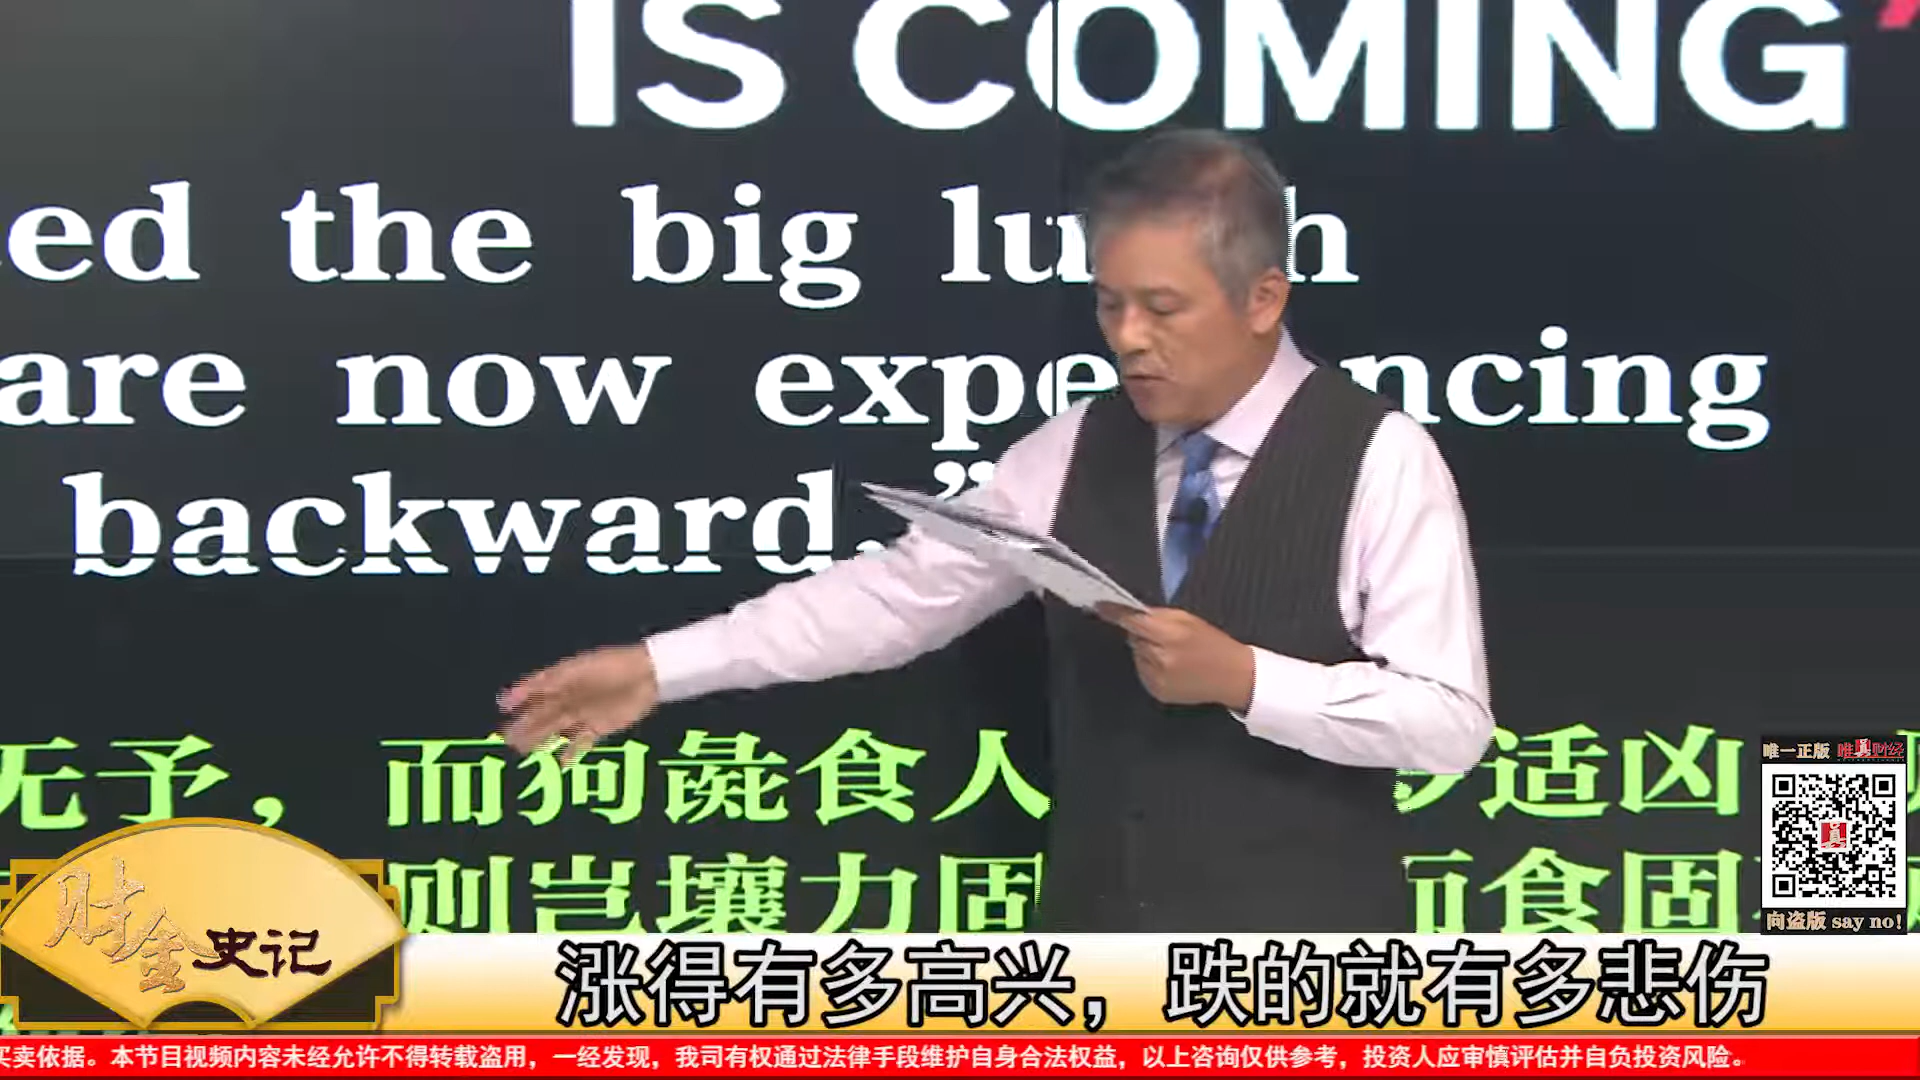 IS COMING"
ed the big lu h
are now expe ncing
backward."
无予，而狗彘食人 适凶
则岂壤力固 而食固
财金史记
唯一正版 唯真财经
真
向盗版 say no!
涨得有多高兴，跌的就有多悲伤
买卖依据。本节目视频内容未经允许不得转载盗用，一经发现，我司有权通过法律手段维护自身合法权益，以上咨询仅供参考，投资人应审慎评估并自负投资风险。